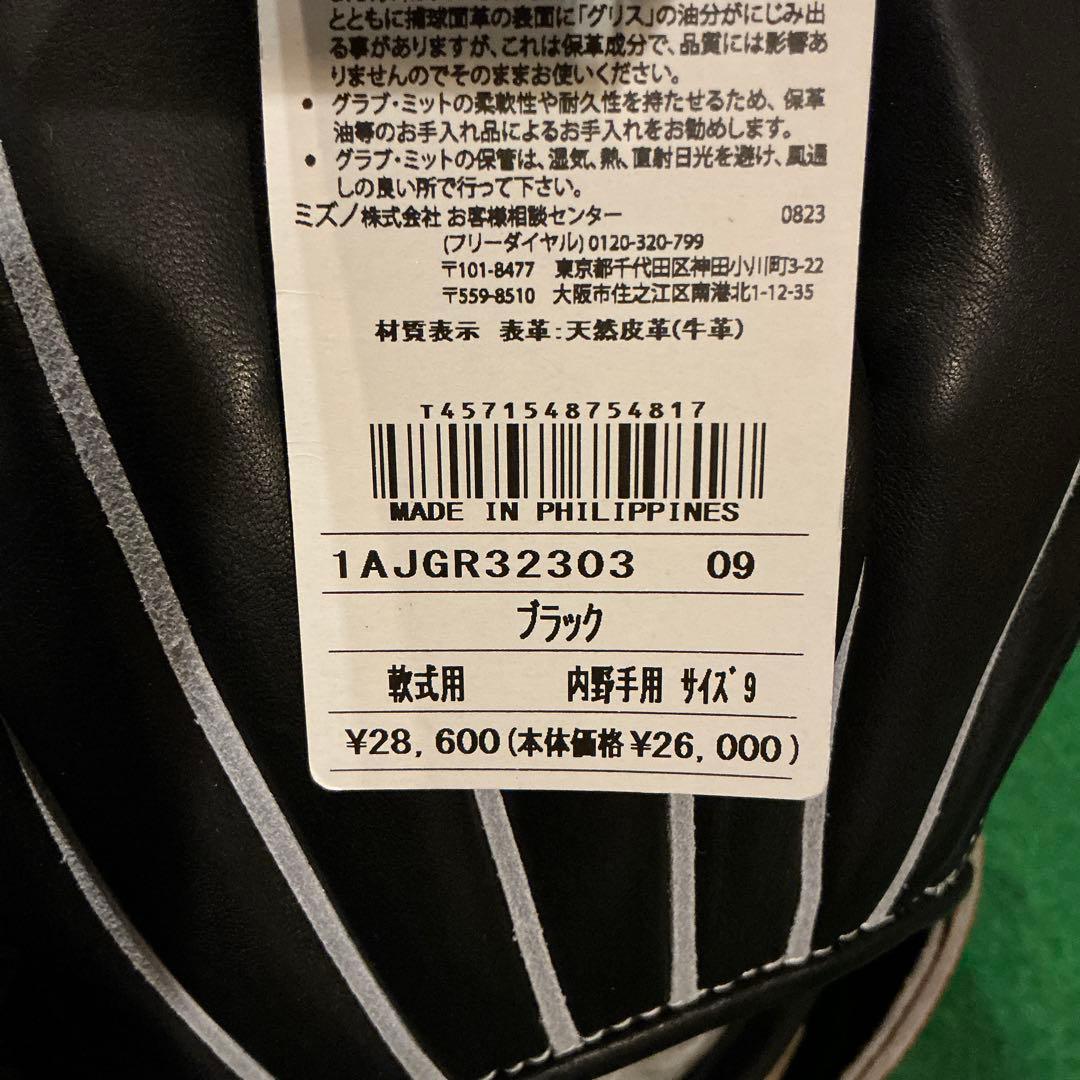 とともに捕球面革の表面に「グリス」の油分がにじみ出
る事がありますが、これは保革成分で、品質には影響あ
りませんのでそのままお使いください。
• グラブ・ミットの柔軟性や耐久性を持たせるため、保革
油等のお手入れ品によるお手入れをお勧めします。
• グラブ・ミットの保管は、湿気、熱、直射日光を避け、風通
しの良い所で行って下さい。
ミズノ株式会社 お客様相談センター 0823
(フリーダイヤル) 0120-320-799
〒101-8477 東京都千代田区神田小川町3-22
〒559-8510 大阪市住之江区南港北1-12-35
材質表示 表革:天然皮革(牛革)
T4571548754817
MADE IN PHILIPPINES
1AJGR32303 09
ブラック
軟式用 内野手用 サイズ9
¥28,600(本体価格¥26,000)